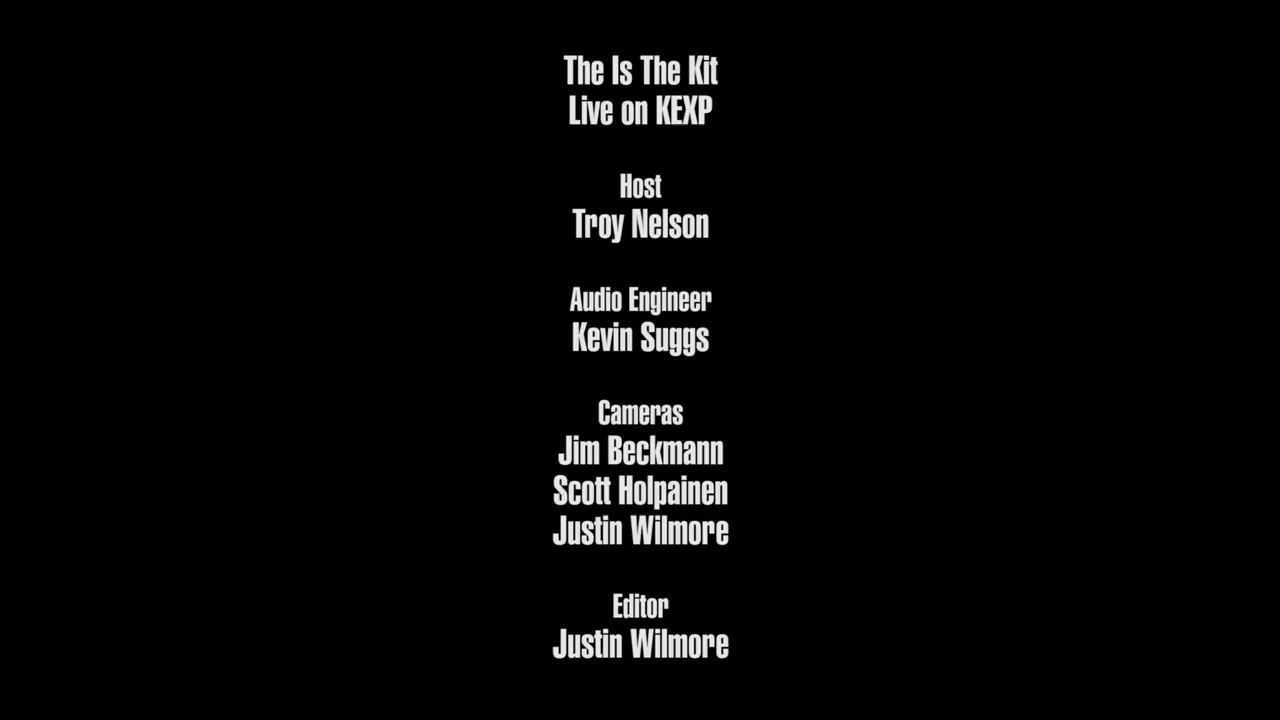 The Is The Kit
Live on KEXP
Host
Troy Nelson
Audio Engineer
Kevin Suggs
Cameras
Jim Beckmann
Scott Holpainen
Justin Wilmore
Editor
Justin Wilmore